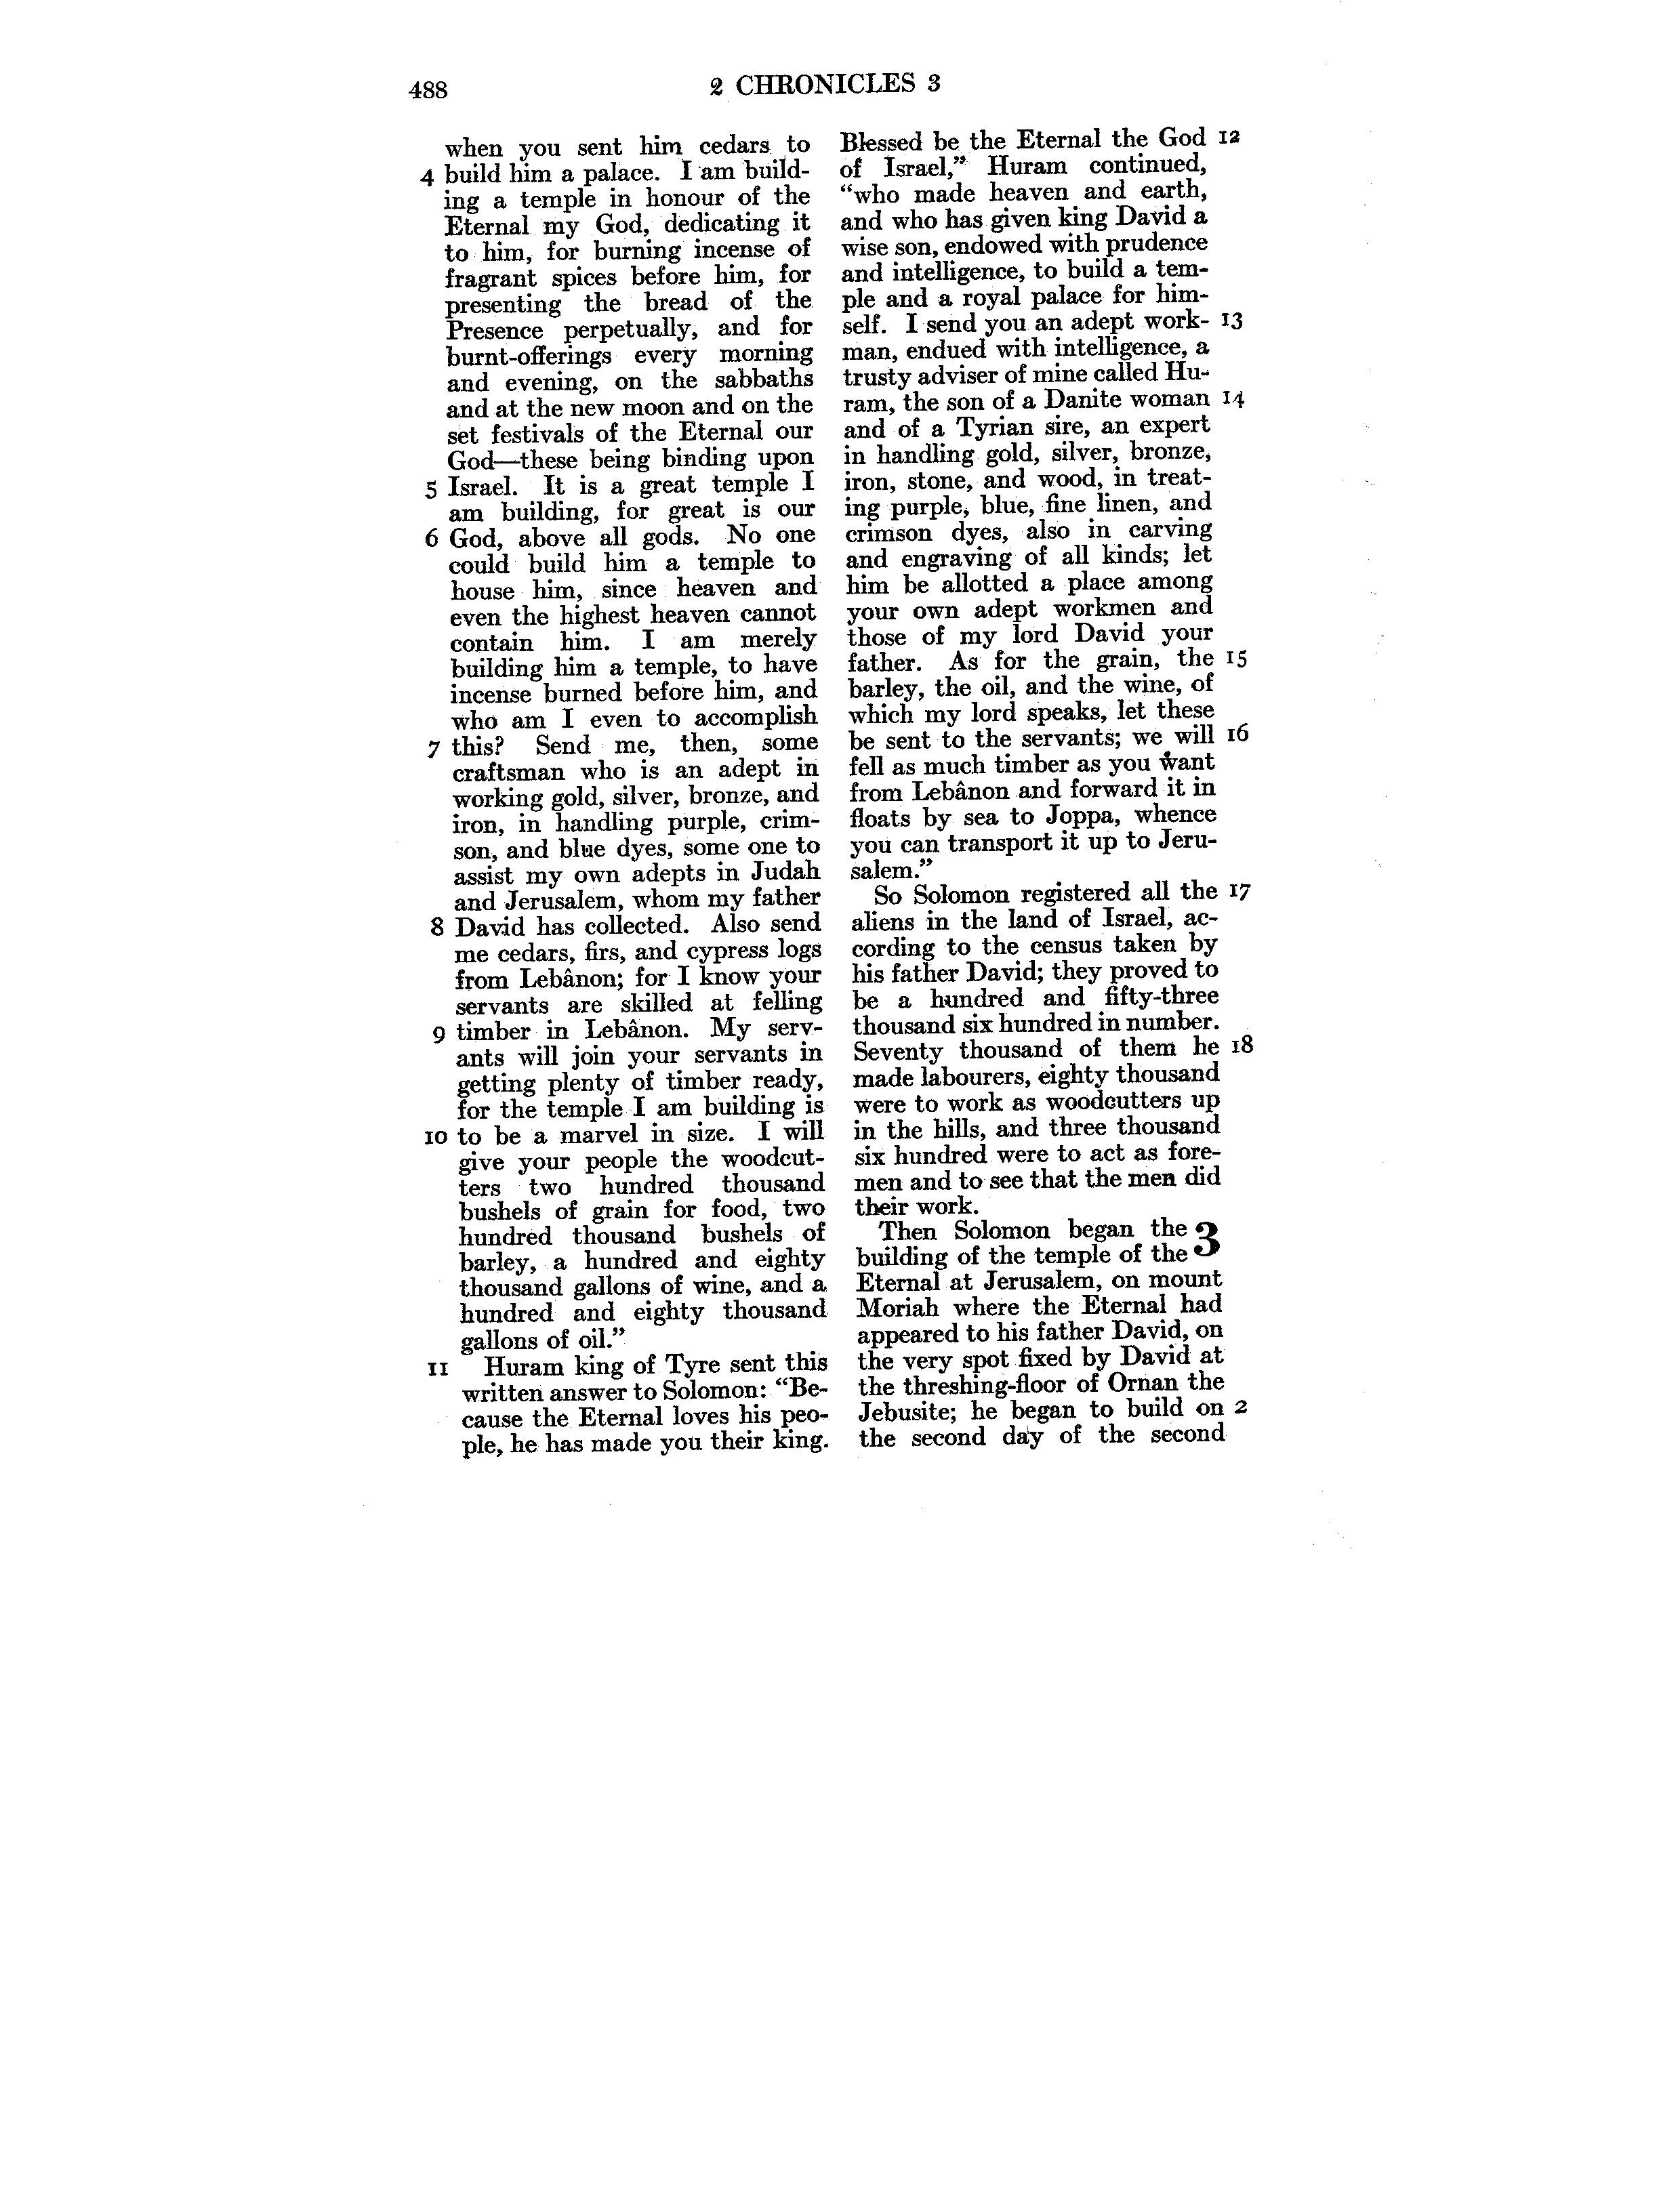 488
2 CHRONICLES 3
when you sent him cedars to
4 build him a palace. I am build-
ing a temple in honour of the
Eternal my God, dedicating it
to him, for burning incense of
fragrant spices before him, for
presenting the bread of the
Presence perpetually, and for
burnt-offerings every morning
and evening, on the sabbaths
and at the new moon and on the
set festivals of the Eternal our
God—these being binding upon
5 Israel. It is a great temple I
am building, for great is our
6 God, above all gods. No one
could build him a temple to
house him, since heaven and
even the highest heaven cannot
contain him. I am merely
building him a temple, to have
incense burned before him, and
who am I even to accomplish
7 this? Send me, then, some
craftsman who is an adept in
working gold, silver, bronze, and
iron, in handling purple, crim-
son, and blue dyes, some one to
assist my own adepts in Judah
and Jerusalem, whom my father
8 David has collected. Also send
me cedars, firs, and cypress logs
from Lebânon; for I know your
servants are skilled at felling
9 timber in Lebânon. My serv-
ants will join your servants in
getting plenty of timber ready,
for the temple I am building is
10 to be a marvel in size. I will
give your people the woodcut-
ters two hundred thousand
bushels of grain for food, two
hundred thousand bushels of
barley, a hundred and eighty
thousand gallons of wine, and a
hundred and eighty thousand
gallons of oil.”
11 Huram king of Tyre sent this
written answer to Solomon: “Be-
cause the Eternal loves his peo-
ple, he has made you their king.
Blessed be the Eternal the God 12
of Israel,” Huram continued,
“who made heaven and earth,
and who has given king David a
wise son, endowed with prudence
and intelligence, to build a tem-
ple and a royal palace for him-
self. I send you an adept work- 13
man, endued with intelligence, a
trusty adviser of mine called Hu-
ram, the son of a Danite woman 14
and of a Tyrian sire, an expert
in handling gold, silver, bronze,
iron, stone, and wood, in treat-
ing purple, blue, fine linen, and
crimson dyes, also in carving
and engraving of all kinds; let
him be allotted a place among
your own adept workmen and
those of my lord David your
father. As for the grain, the 15
barley, the oil, and the wine, of
which my lord speaks, let these
be sent to the servants; we will 16
fell as much timber as you want
from Lebânon and forward it in
floats by sea to Joppa, whence
you can transport it up to Jeru-
salem.”
So Solomon registered all the 17
aliens in the land of Israel, ac-
cording to the census taken by
his father David; they proved to
be a hundred and fifty-three
thousand six hundred in number.
Seventy thousand of them he 18
made labourers, eighty thousand
were to work as woodcutters up
in the hills, and three thousand
six hundred were to act as fore-
men and to see that the men did
their work.
Then Solomon began the 3
building of the temple of the
Eternal at Jerusalem, on mount
Moriah where the Eternal had
appeared to his father David, on
the very spot fixed by David at
the threshing-floor of Ornan the
Jebusite; he began to build on 2
the second day of the second